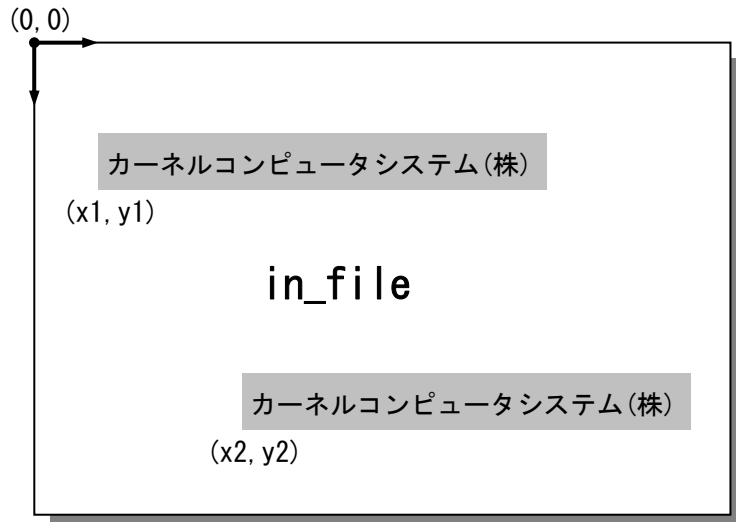 (0,0)
カーネルコンピュータシステム(株)
(x1,y1)
in_file
カーネルコンピュータシステム(株)
(x2,y2)